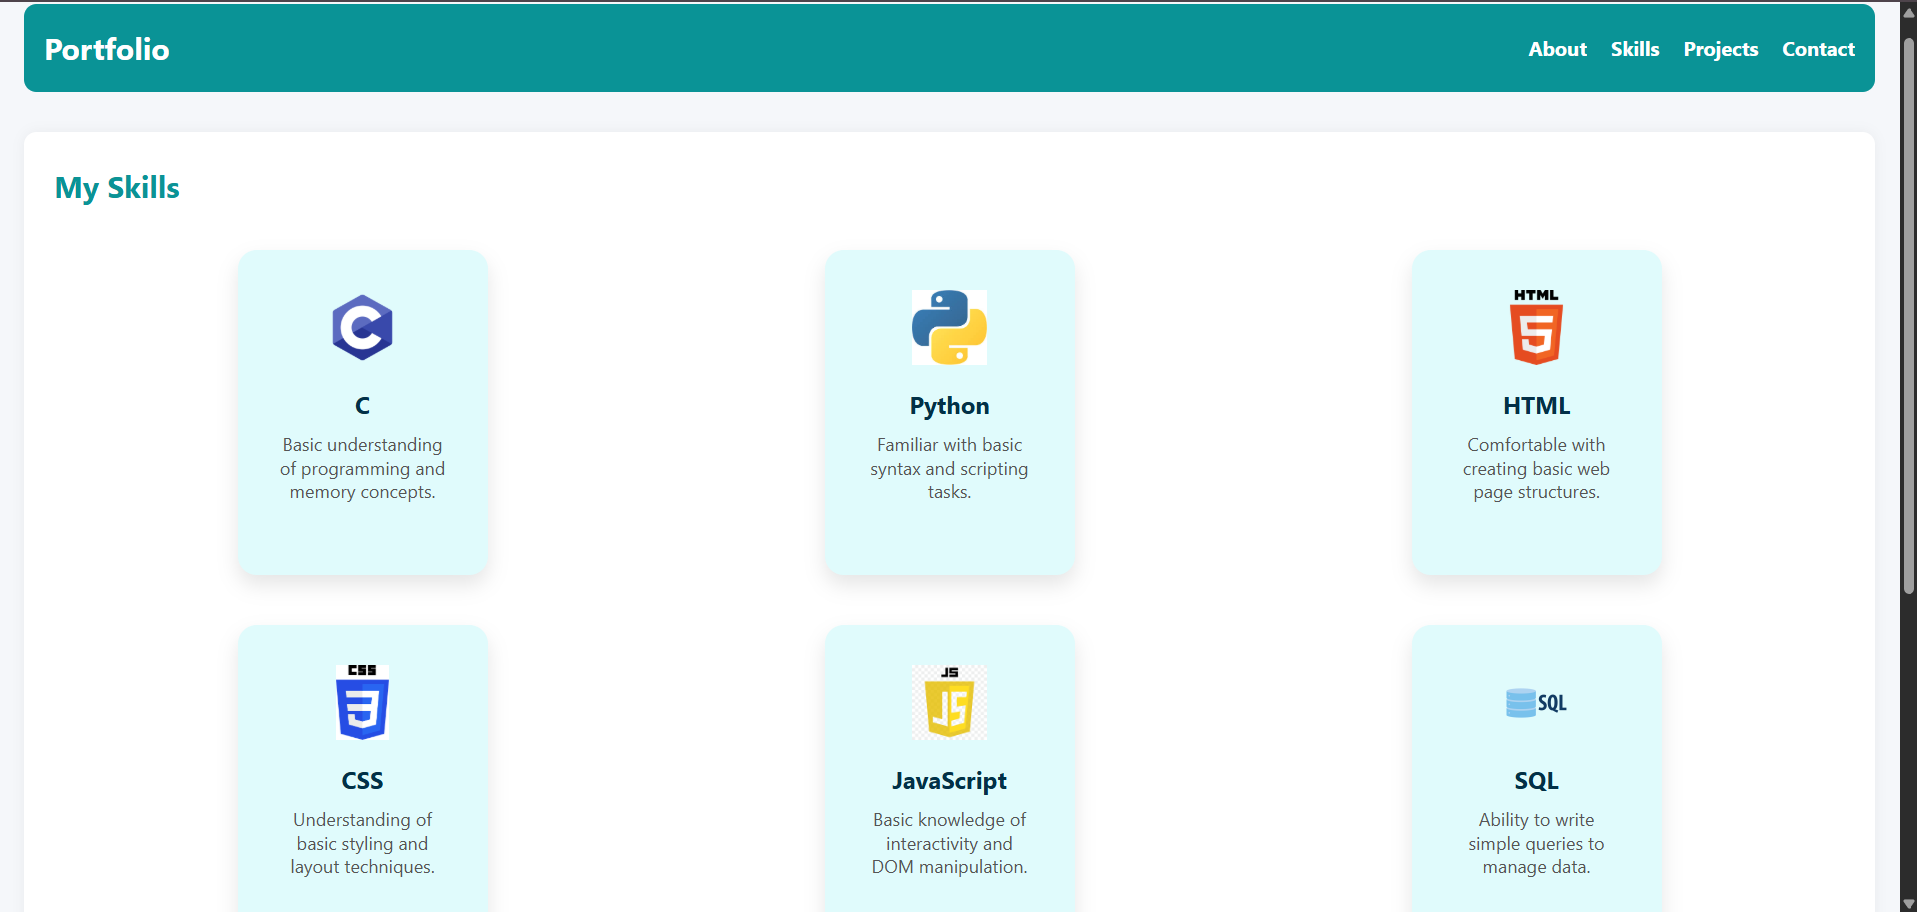 Portfolio
About Skills Projects Contact
My Skills
C
C
Basic understanding
of programming and
memory concepts.
Python
Familiar with basic
syntax and scripting
tasks.
HTML
5
HTML
Comfortable with
creating basic web
page structures.
CSS
3
CSS
Understanding of
basic styling and
layout techniques.
JS
JS
JavaScript
Basic knowledge of
interactivity and
DOM manipulation.
SQL
SQL
Ability to write
simple queries to
manage data.